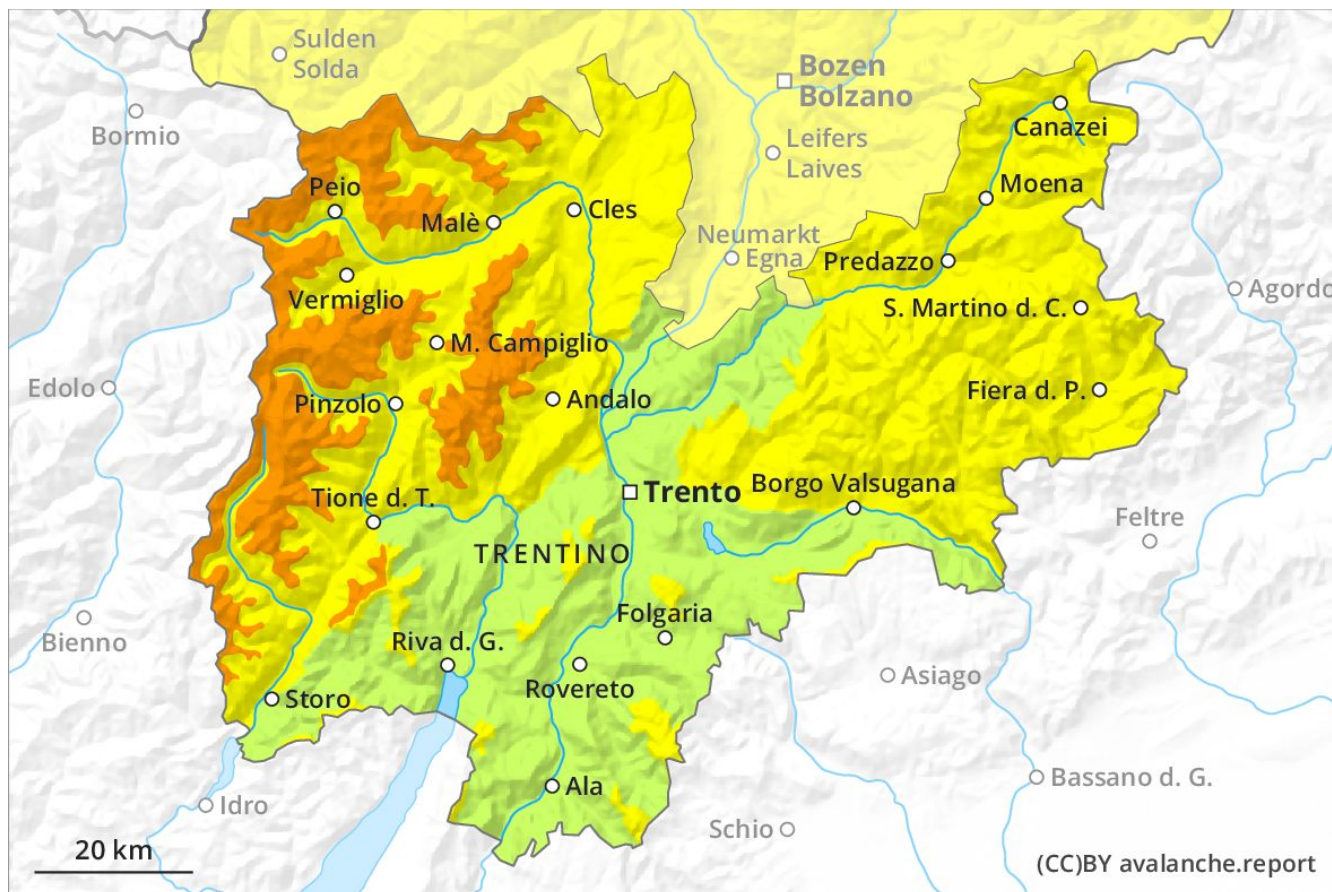 Sulden
Solda
Bozen
Bolzano
Bormio
Canazei
Leifers
Laives
Peio
Moena
Malè
Cles
Neumarkt
Egna
Predazzo
Vermiglio
Agordo
S. Martino d. C.
M. Campiglio
Edolo
Pinzolo
Andalo
Fiera d. P.
Trento
Borgo Valsugana
Tione d. T.
Feltre
TRENTINO
Bienno
Folgaria
Riva d. G.
Asiago
Storo
Rovereto
Ala
Bassano d. G.
Idro
Schio
20 km
(CC)BY avalanche.report